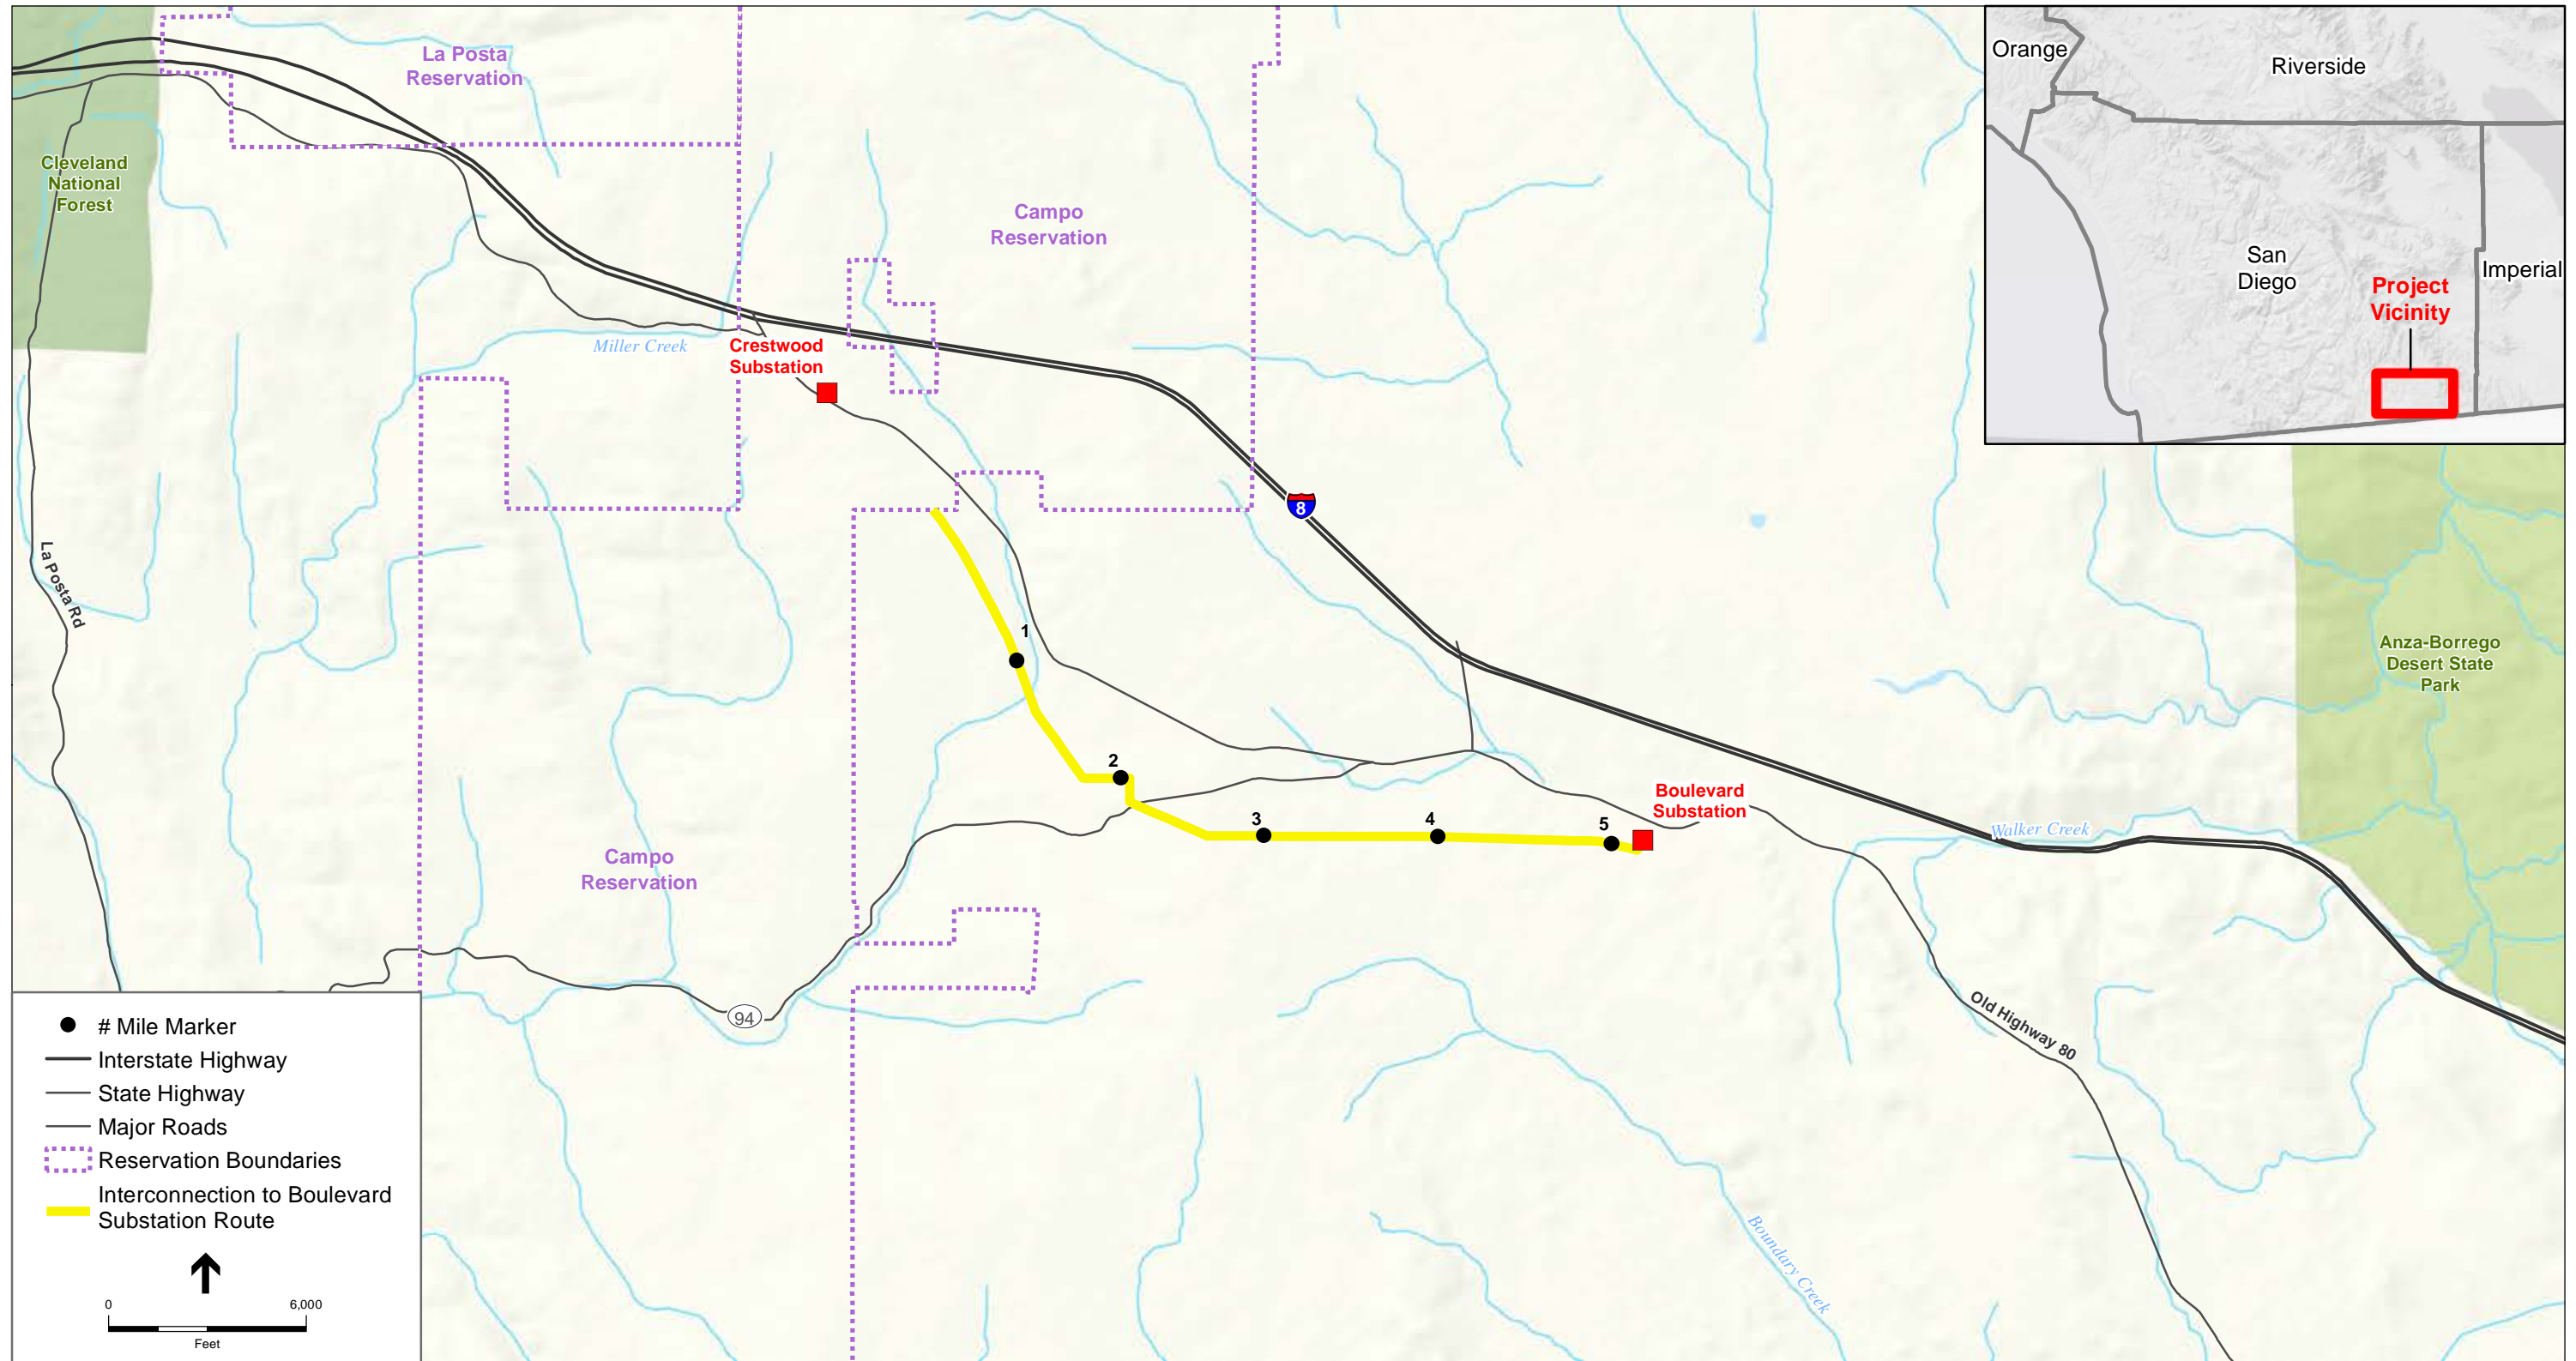 La Posta
Reservation
Cleveland
National
Forest
Campo
Reservation
Miller Creek
Crestwood
Substation
8
La Posta Rd
1
2
3
4
5
Boulevard
Substation
Walker Creek
Anza-Borrego
Desert State
Park
Campo
Reservation
94
Old Highway 80
Boundary Creek
Orange
Riverside
San
Diego
Imperial
Project
Vicinity
# Mile Marker
Interstate Highway
State Highway
Major Roads
Reservation Boundaries
Interconnection to Boulevard
Substation Route
0 6,000
Feet